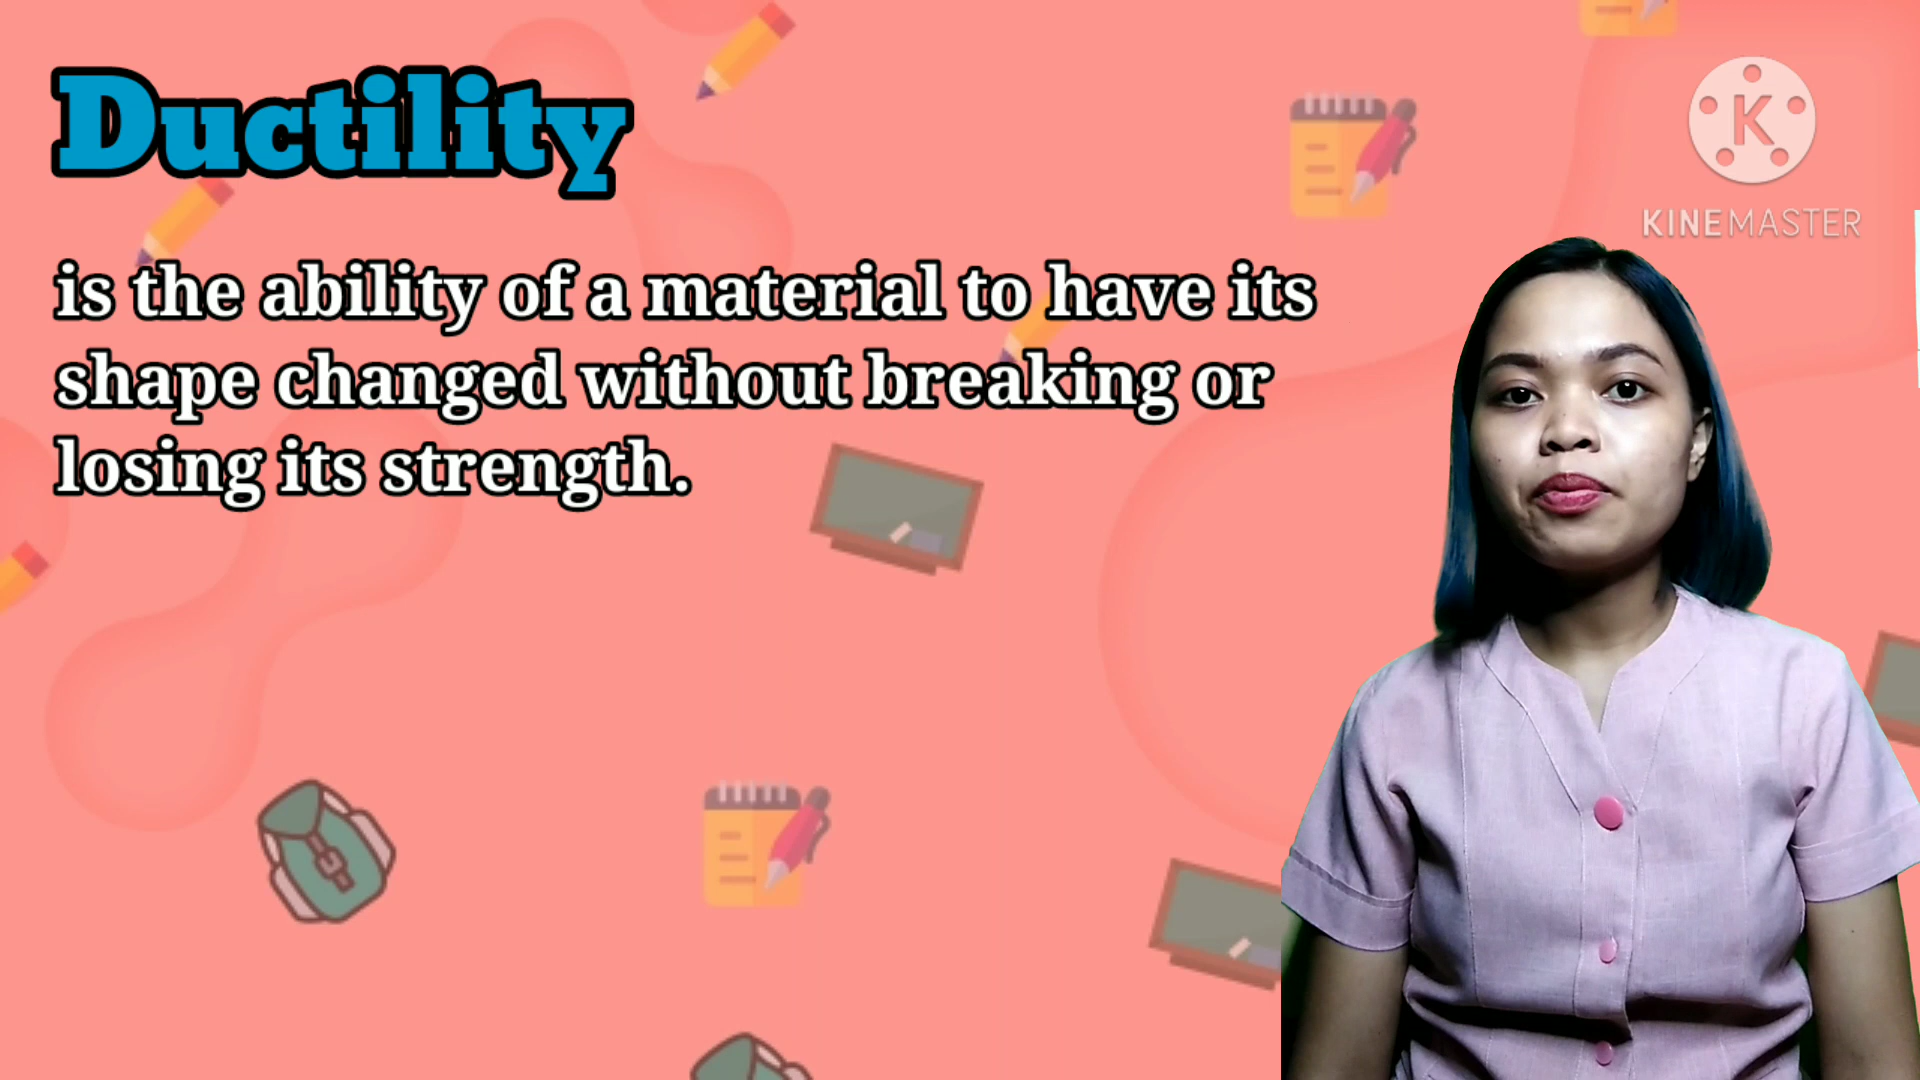 Ductility
is the ability of a material to have its
shape changed without breaking or
losing its strength.
K
KINEMASTER